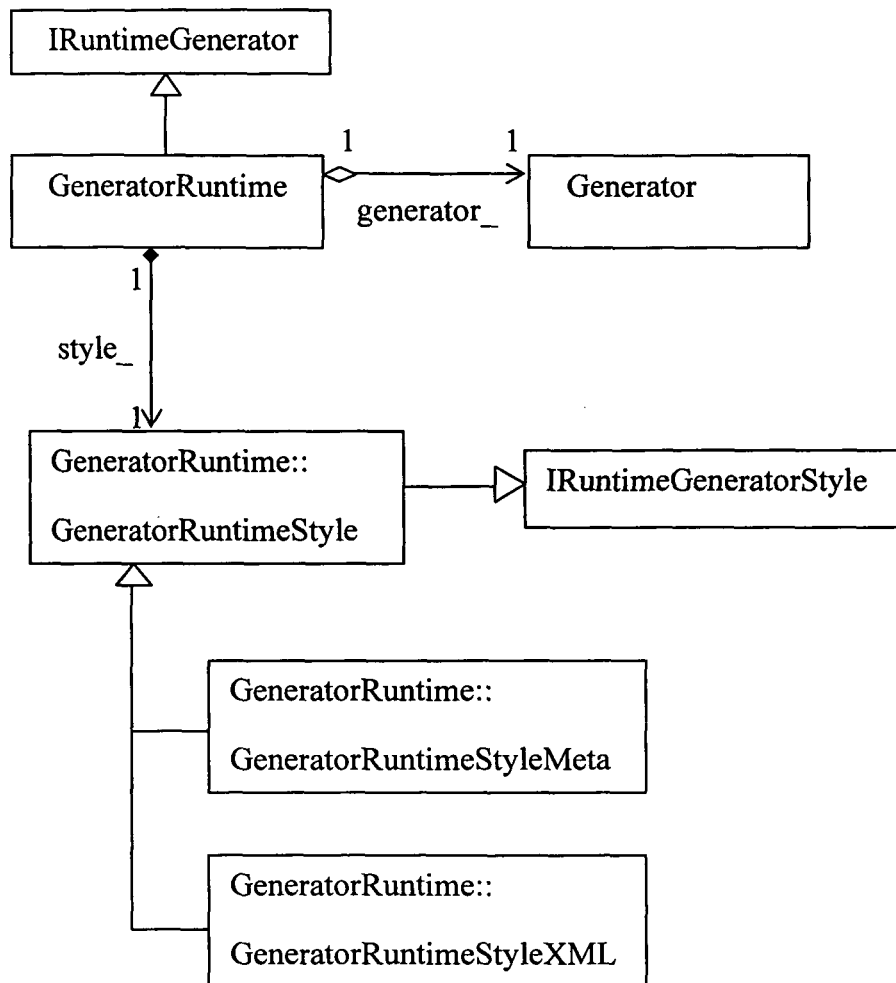 IRuntimeGenerator
1 1
GeneratorRuntime
Generator
generator_
1
style_
1
GeneratorRuntime::
GeneratorRuntimeStyle
IRuntimeGeneratorStyle
GeneratorRuntime::
GeneratorRuntimeStyleMeta
GeneratorRuntime::
GeneratorRuntimeStyleXML